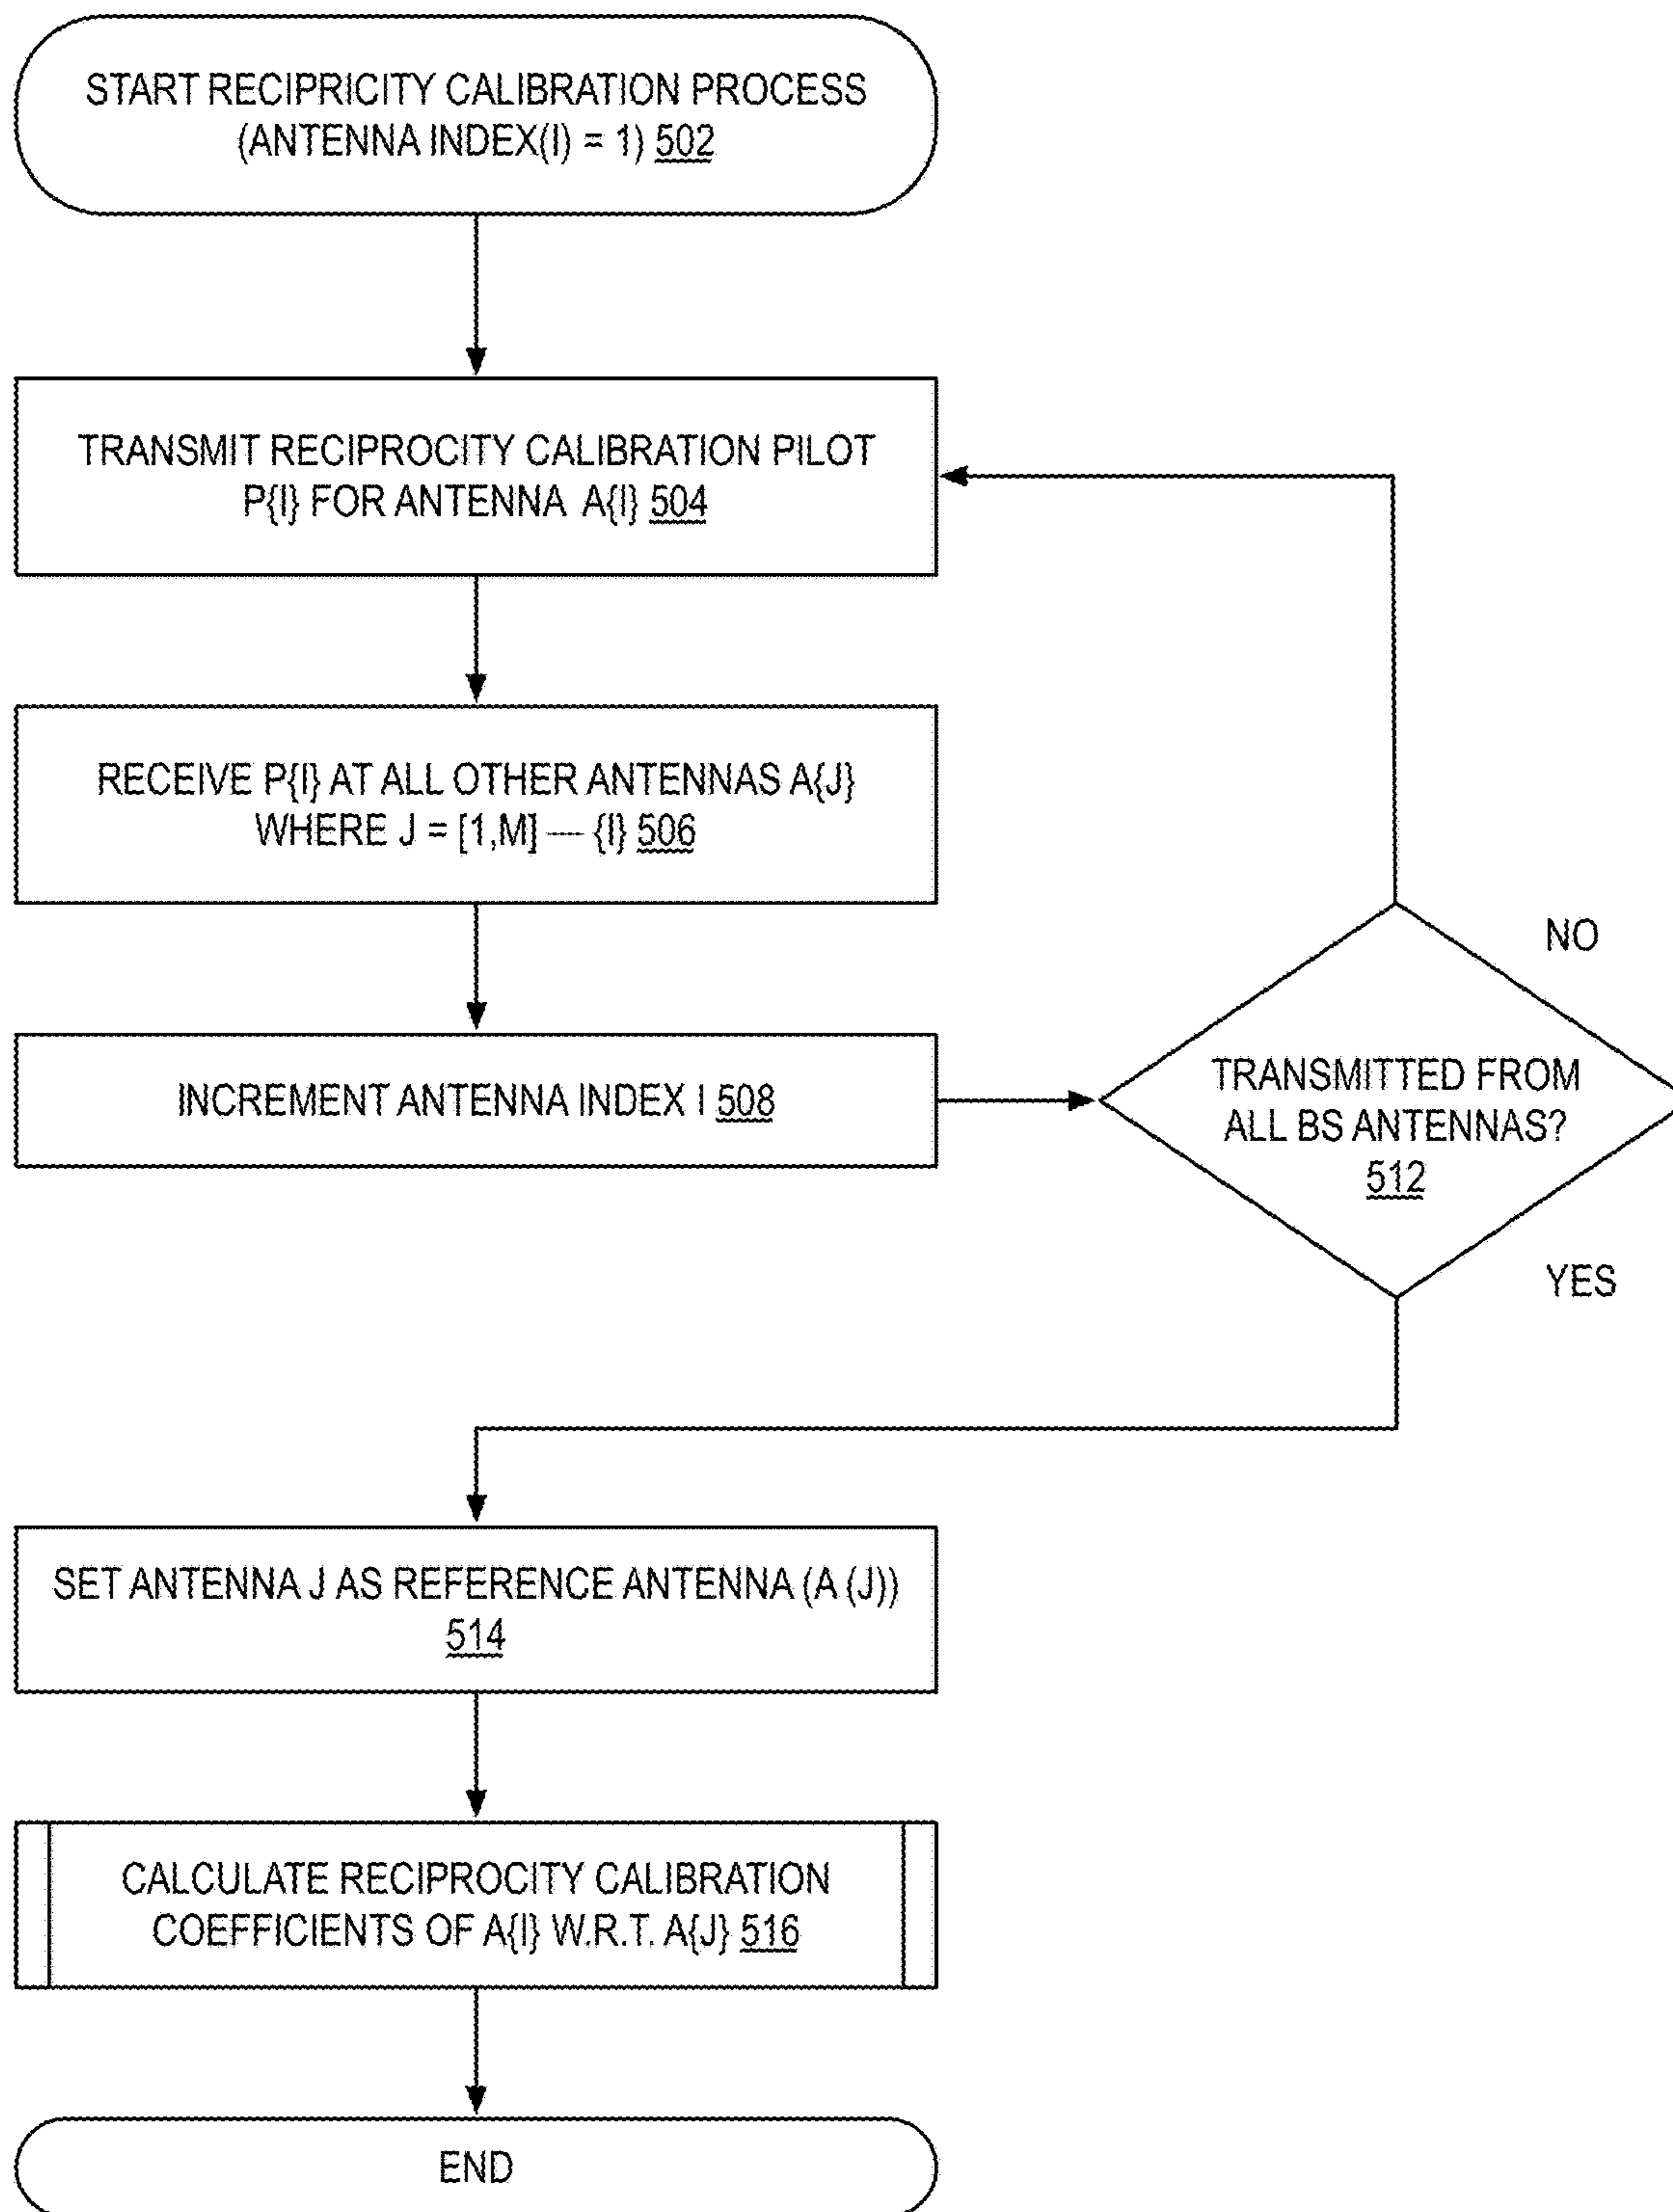 START RECIPRICITY CALIBRATION PROCESS
(ANTENNA INDEX(I) = 1) 502
TRANSMIT RECIPROCITY CALIBRATION PILOT
P{I} FOR ANTENNA A{I} 504
RECEIVE P{I} AT ALL OTHER ANTENNAS A{J}
WHERE J = [1,M] — {I} 506
INCREMENT ANTENNA INDEX I 508
NO
TRANSMITTED FROM
ALL BS ANTENNAS?
512
YES
SET ANTENNA J AS REFERENCE ANTENNA (A (J))
514
CALCULATE RECIPROCITY CALIBRATION
COEFFICIENTS OF A{I} W.R.T. A{J} 516
END